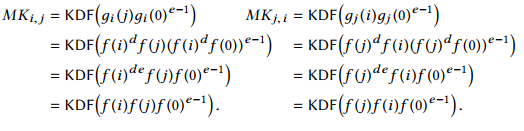 MK_{i,j} = KDF(g_i(j)g_i(0)^{e-1}) MK_{j,i} = KDF(g_j(i)g_j(0)^{e-1})
= KDF(f(i)^d f(j)(f(i)^d f(0))^{e-1}) = KDF(f(j)^d f(i)(f(j)^d f(0))^{e-1})
= KDF(f(i)^{de} f(j)f(0)^{e-1}) = KDF(f(j)^{de} f(i)f(0)^{e-1})
= KDF(f(i)f(j)f(0)^{e-1}). = KDF(f(j)f(i)f(0)^{e-1}).